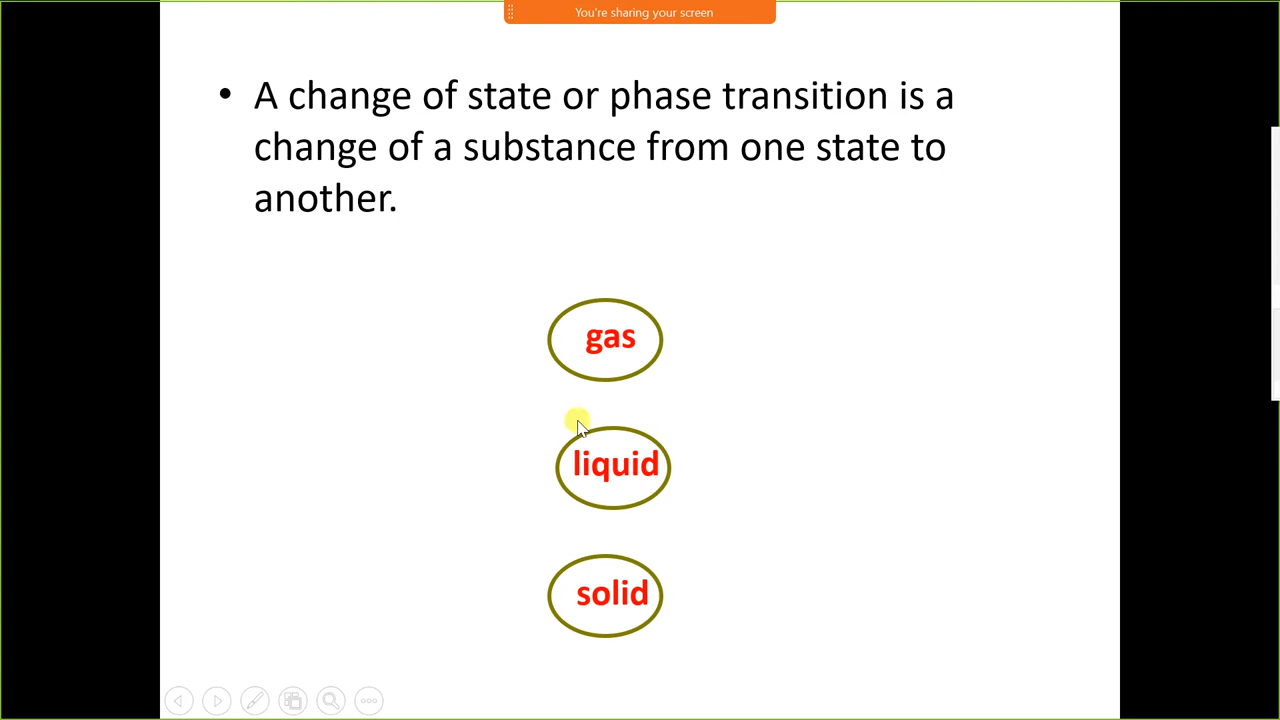 You're sharing your screen
• A change of state or phase transition is a
change of a substance from one state to
another.
gas
liquid
solid